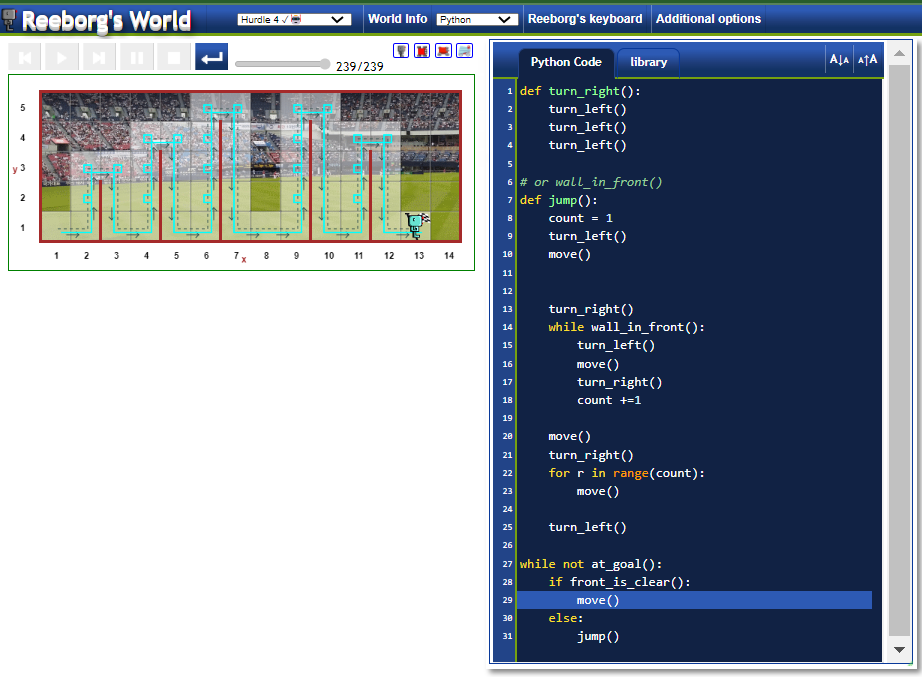 Reeborg's World
Hurdle 4 ✓
World Info
Python
Reeborg's keyboard
Additional options
239/239
5
4
y 3
2
1
1 2 3 4 5 6 7 8 9 10 11 12 13 14
x
Python Code
library
A↓A
A↑A
1 def turn_right():
2     turn_left()
3     turn_left()
4     turn_left()
5
6 # or wall_in_front()
7 def jump():
8     count = 1
9     turn_left()
10     move()
11
12
13     turn_right()
14     while wall_in_front():
15         turn_left()
16         move()
17         turn_right()
18         count +=1
19
20     move()
21     turn_right()
22     for r in range(count):
23         move()
24
25     turn_left()
26
27 while not at_goal():
28     if front_is_clear():
29         move()
30     else:
31         jump()